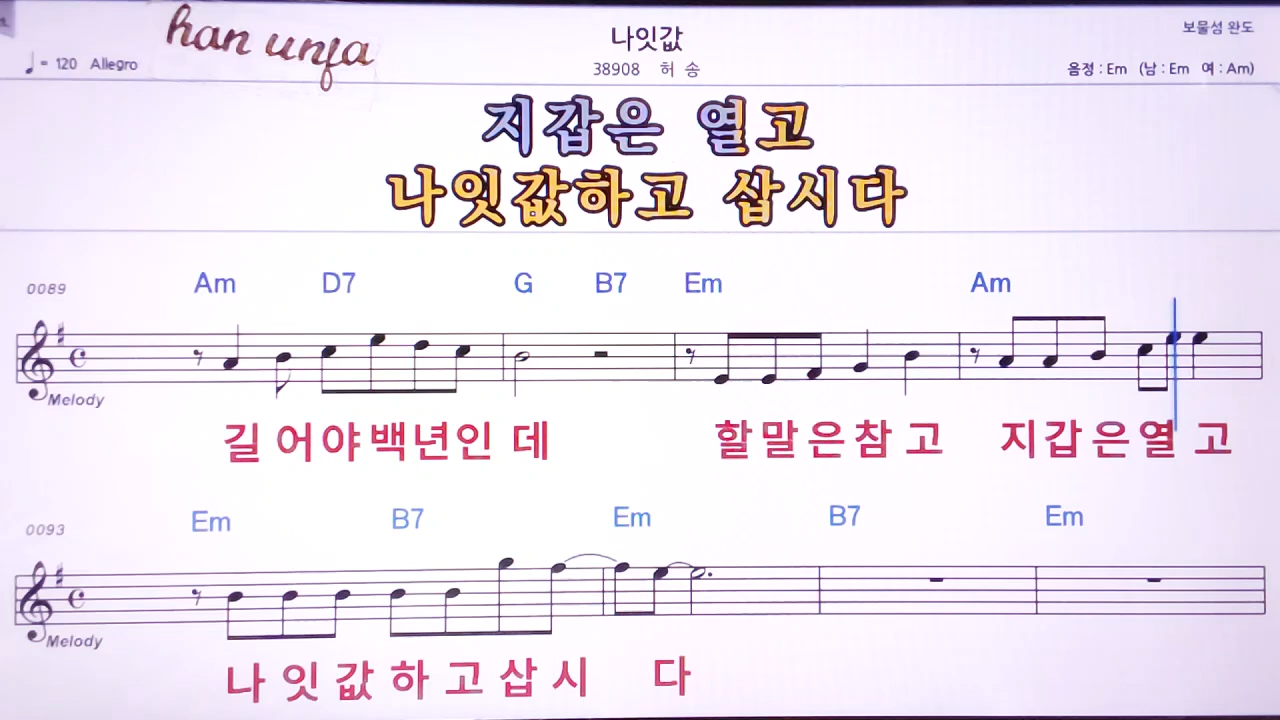 han unfa
나잇값
보물섬 완도
♩= 120 Allegro
38908 허 송
음정 : Em (남 : Em 여 : Am)
지갑은 열고
나잇값하고 삽시다
0089 Am D7 G B7 Em Am
Melody
길 어야백년인 데 할말은참 고 지갑은열 고
0093 Em B7 Em B7 Em
Melody
나 잇 값 하 고 삽 시 다